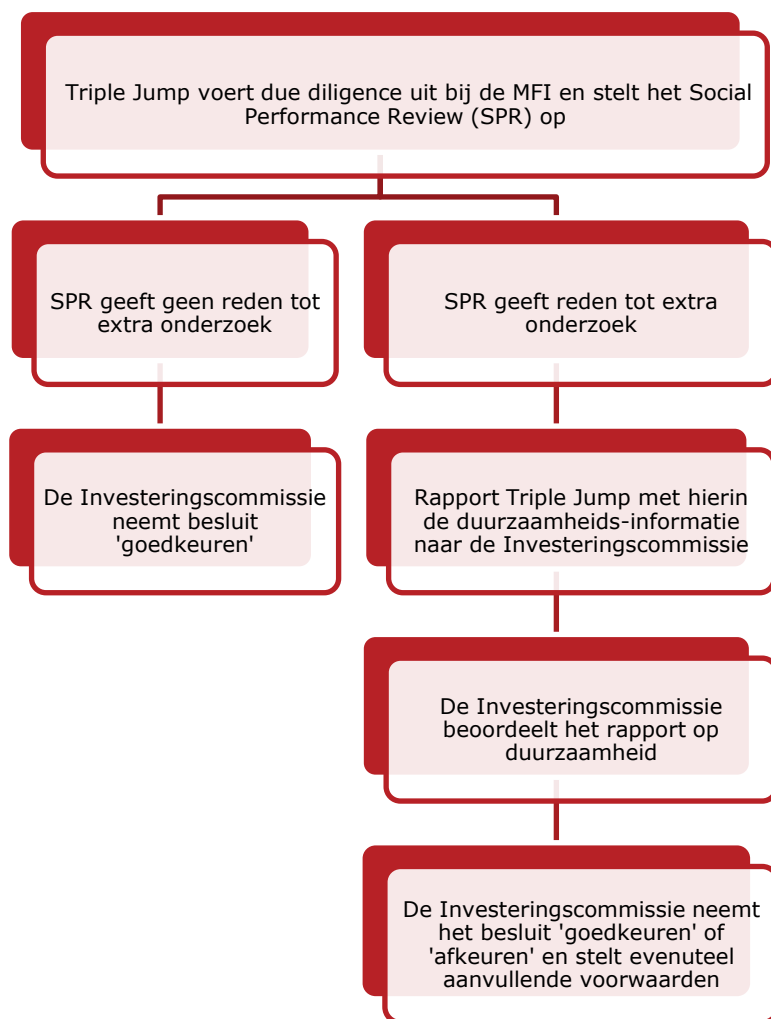 Triple Jump voert due diligence uit bij de MFI en stelt het Social
Performance Review (SPR) op
SPR geeft geen reden tot
extra onderzoek
SPR geeft reden tot extra
onderzoek
De Investeringscommissie
neemt besluit
'goedkeuren'
Rapport Triple Jump met hierin
de duurzaamheids-informatie
naar de Investeringscommissie
De Investeringscommissie
beoordeelt het rapport op
duurzaamheid
De Investeringscommissie neemt
het besluit 'goedkeuren' of
'afkeuren' en stelt evenuteel
aanvullende voorwaarden